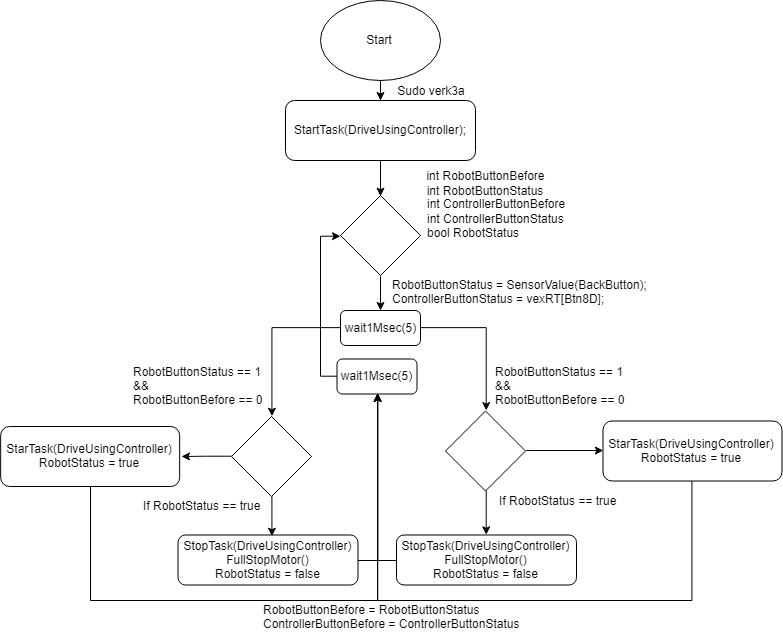 Start
Sudo verk3a
StartTask(DriveUsingController);
int RobotButtonBefore
int RobotButtonStatus
int ControllerButtonBefore
int ControllerButtonStatus
bool RobotStatus
RobotButtonStatus = SensorValue(BackButton);
ControllerButtonStatus = vexRT[Btn8D];
wait1Msec(5)
wait1Msec(5)
RobotButtonStatus == 1
&&
RobotButtonBefore == 0
RobotButtonStatus == 1
&&
RobotButtonBefore == 0
StarTask(DriveUsingController)
RobotStatus = true
StarTask(DriveUsingController)
RobotStatus = true
If RobotStatus == true
If RobotStatus == true
StopTask(DriveUsingController)
FullStopMotor()
RobotStatus = false
StopTask(DriveUsingController)
FullStopMotor()
RobotStatus = false
RobotButtonBefore = RobotButtonStatus
ControllerButtonBefore = ControllerButtonStatus